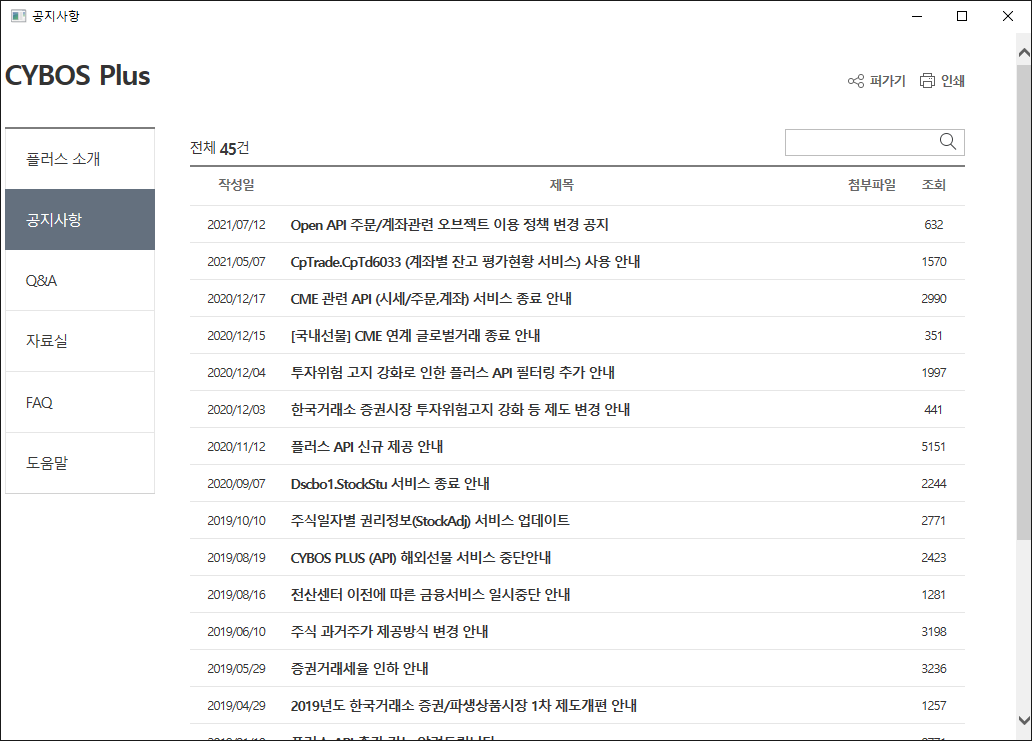 공지사항
CYBOS Plus
퍼가기 인쇄
플러스 소개
공지사항
Q&A
자료실
FAQ
도움말
전체 45건
작성일 제목 첨부파일 조회
2021/07/12 Open API 주문/계좌관련 오브젝트 이용 정책 변경 공지 632
2021/05/07 CpTrade.CpTd6033 (계좌별 잔고 평가현황 서비스) 사용 안내 1570
2020/12/17 CME 관련 API (시세/주문,계좌) 서비스 종료 안내 2990
2020/12/15 [국내선물] CME 연계 글로벌거래 종료 안내 351
2020/12/04 투자위험 고지 강화로 인한 플러스 API 필터링 추가 안내 1997
2020/12/03 한국거래소 증권시장 투자위험고지 강화 등 제도 변경 안내 441
2020/11/12 플러스 API 신규 제공 안내 5151
2020/09/07 Dscbo1.StockStu 서비스 종료 안내 2244
2019/10/10 주식일자별 권리정보(StockAdj) 서비스 업데이트 2771
2019/08/19 CYBOS PLUS (API) 해외선물 서비스 중단안내 2423
2019/08/16 전산센터 이전에 따른 금융서비스 일시중단 안내 1281
2019/06/10 주식 과거주가 제공방식 변경 안내 3198
2019/05/29 증권거래세율 인하 안내 3236
2019/04/29 2019년도 한국거래소 증권/파생상품시장 1차 제도개편 안내 1257